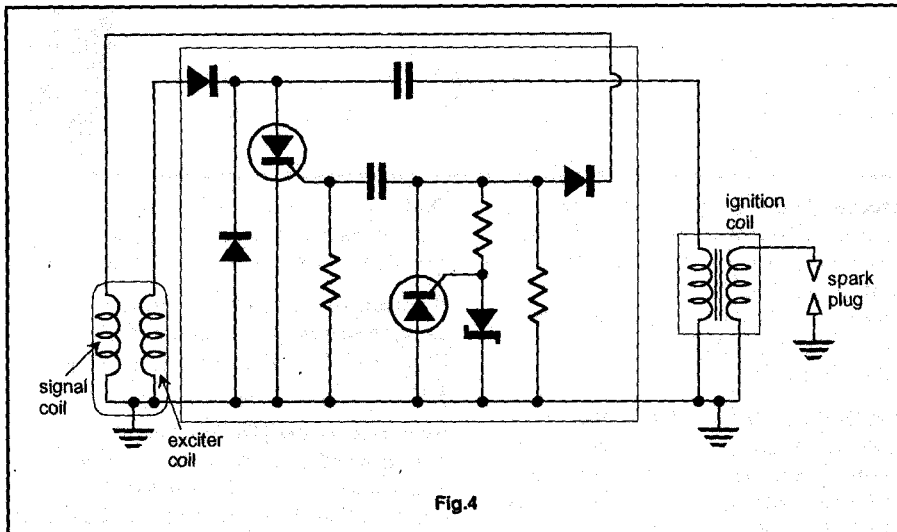 ignition
coil
spark
plug
signal
coil
exciter
coil
Fig.4